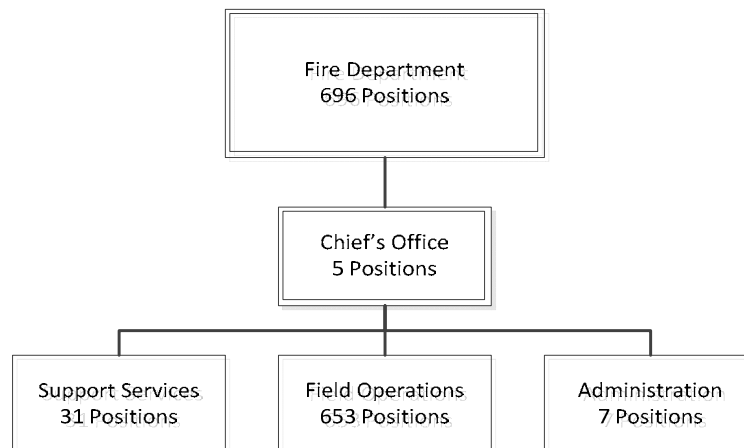 Fire Department
696 Positions
Chief's Office
5 Positions
Support Services
31 Positions
Field Operations
653 Positions
Administration
7 Positions